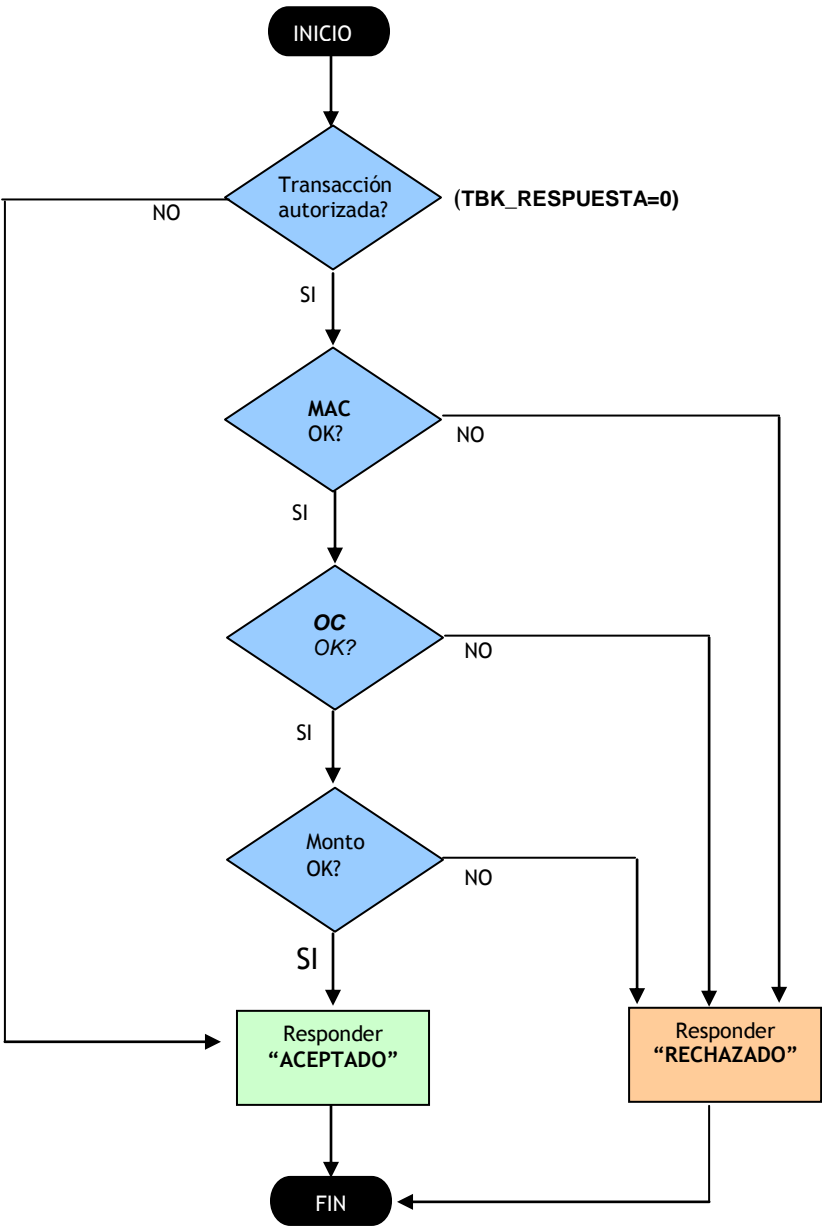 INICIO
Transacción
autorizada?
(TBK_RESPUESTA=0)
NO
SI
MAC
OK?
NO
SI
OC
OK?
NO
SI
Monto
OK?
NO
SI
Responder
“ACEPTADO”
Responder
“RECHAZADO”
FIN